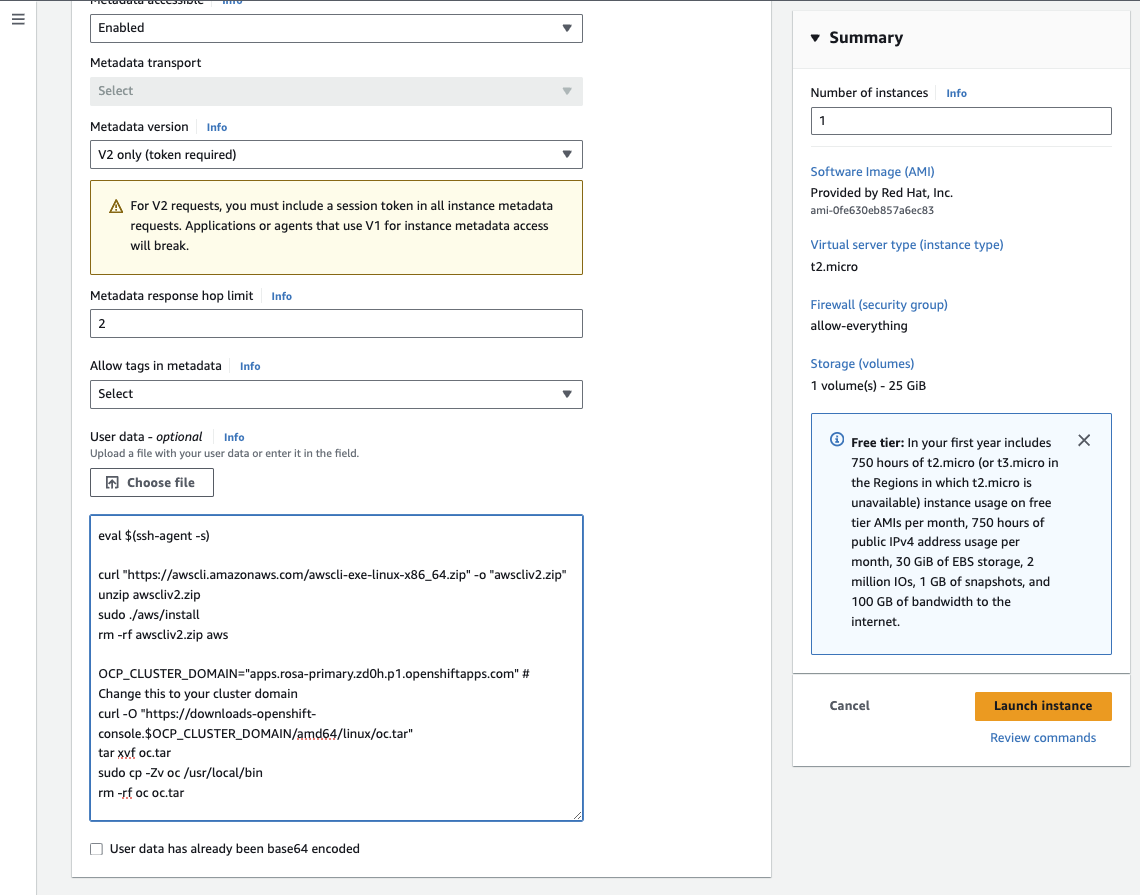 Metadata accessible Info
Enabled
Metadata transport
Select
Metadata version Info
V2 only (token required)
For V2 requests, you must include a session token in all instance metadata
requests. Applications or agents that use V1 for instance metadata access
will break.
Metadata response hop limit Info
2
Allow tags in metadata Info
Select
User data - optional Info
Upload a file with your user data or enter it in the field.
Choose file
eval $(ssh-agent -s)
curl "https://awscli.amazonaws.com/awscli-exe-linux-x86_64.zip" -o "awscliv2.zip"
unzip awscliv2.zip
sudo ./aws/install
rm -rf awscliv2.zip aws
OCP_CLUSTER_DOMAIN="apps.rosa-primary.zd0h.p1.openshiftapps.com" #
Change this to your cluster domain
curl -O "https://downloads-openshift-
console.$OCP_CLUSTER_DOMAIN/amd64/linux/oc.tar"
tar xvf oc.tar
sudo cp -Zv oc /usr/local/bin
rm -rf oc oc.tar
User data has already been base64 encoded
Summary
Number of instances Info
1
Software Image (AMI)
Provided by Red Hat, Inc.
ami-0fe630eb857a6ec83
Virtual server type (instance type)
t2.micro
Firewall (security group)
allow-everything
Storage (volumes)
1 volume(s) - 25 GiB
Free tier: In your first year includes
750 hours of t2.micro (or t3.micro in
the Regions in which t2.micro is
unavailable) instance usage on free
tier AMIs per month, 750 hours of
public IPv4 address usage per
month, 30 GiB of EBS storage, 2
million IOs, 1 GB of snapshots, and
100 GB of bandwidth to the
internet.
Cancel
Launch instance
Review commands